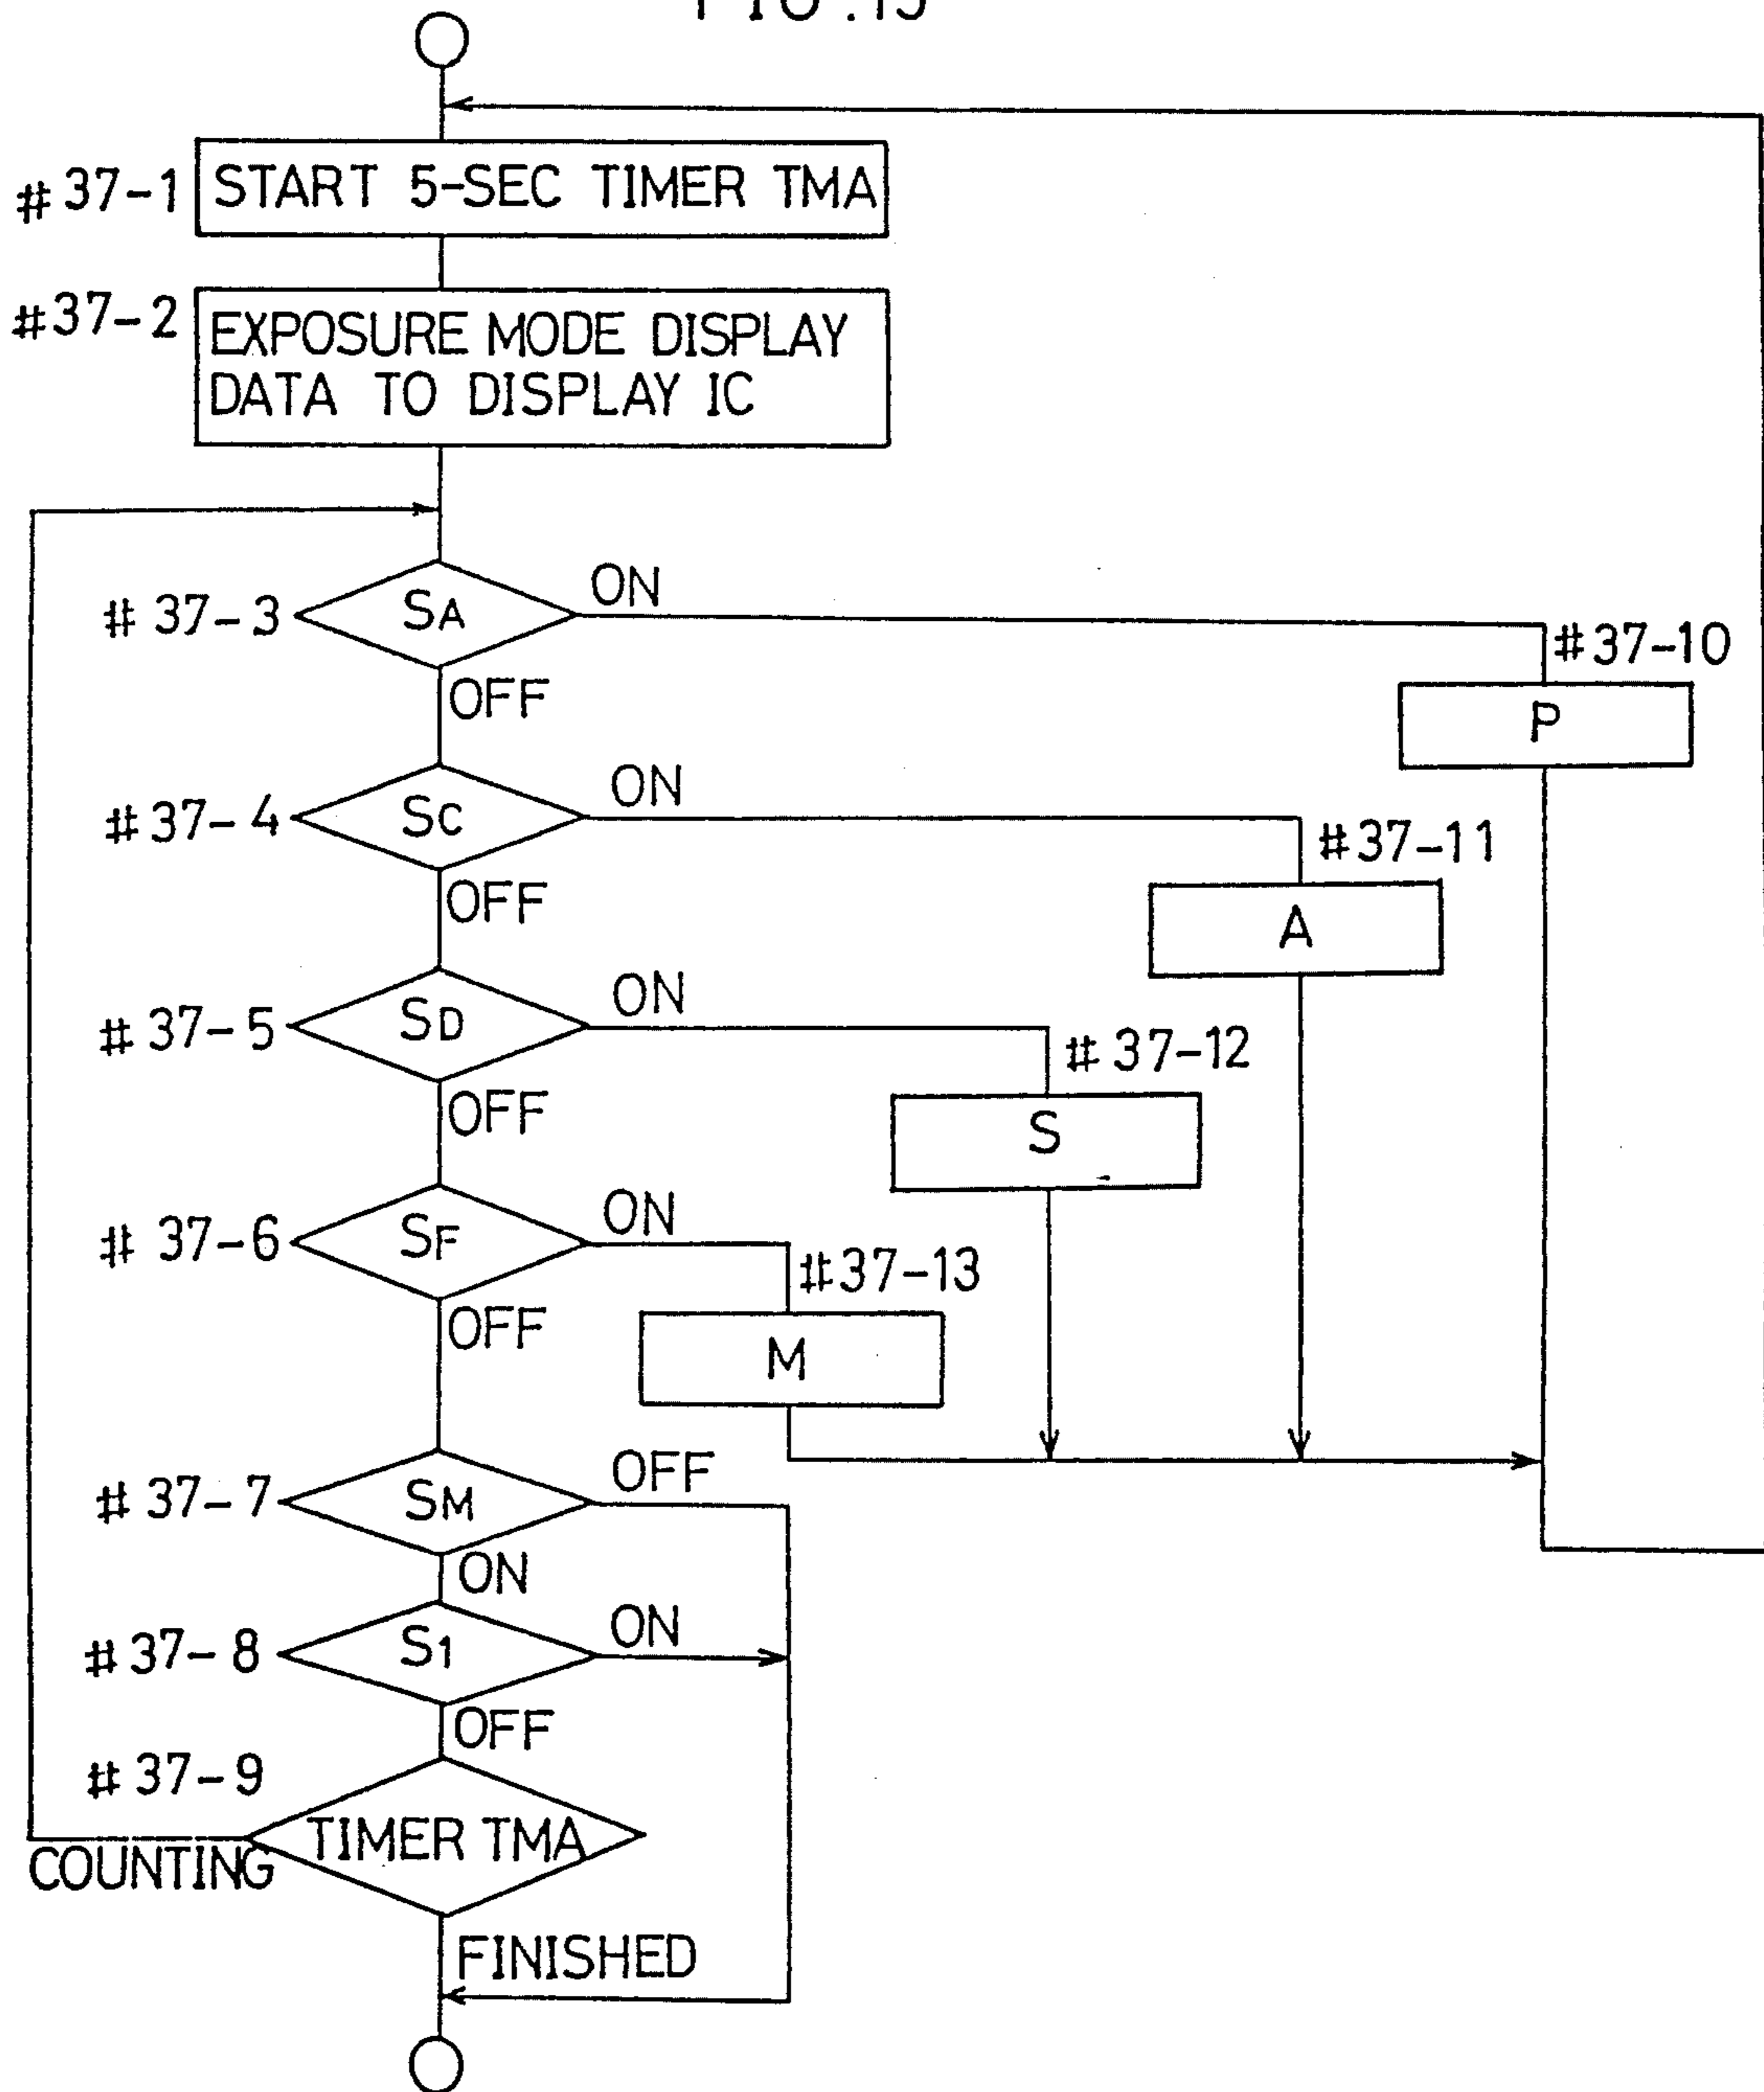 FIG.15
#37-1
START 5-SEC TIMER TMA
#37-2
EXPOSURE MODE DISPLAY
DATA TO DISPLAY IC
#37-3
SA
ON
#37-10
OFF
P
#37-4
SC
ON
#37-11
OFF
A
#37-5
SD
ON
#37-12
OFF
S
#37-6
SF
ON
#37-13
OFF
M
#37-7
SM
OFF
ON
#37-8
S1
ON
OFF
#37-9
TIMER TMA
COUNTING
FINISHED